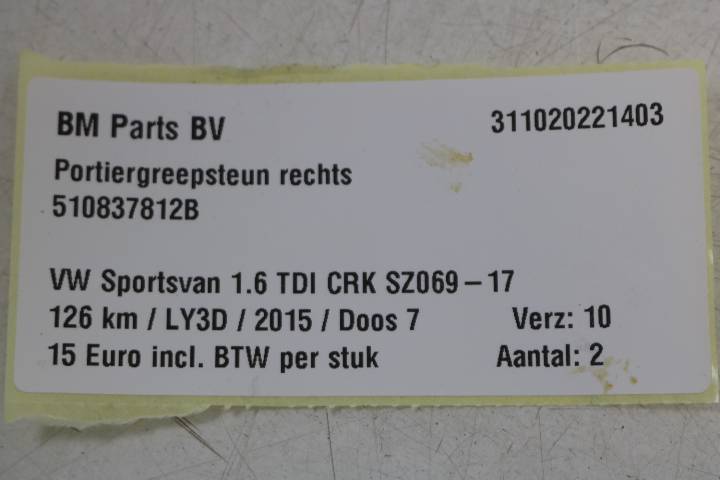 BM Parts BV 311020221403
Portiergreepsteun rechts
510837812B
VW Sportsvan 1.6 TDI CRK SZ069-17
126 km / LY3D / 2015 / Doos 7 Verz: 10
15 Euro incl. BTW per stuk Aantal: 2